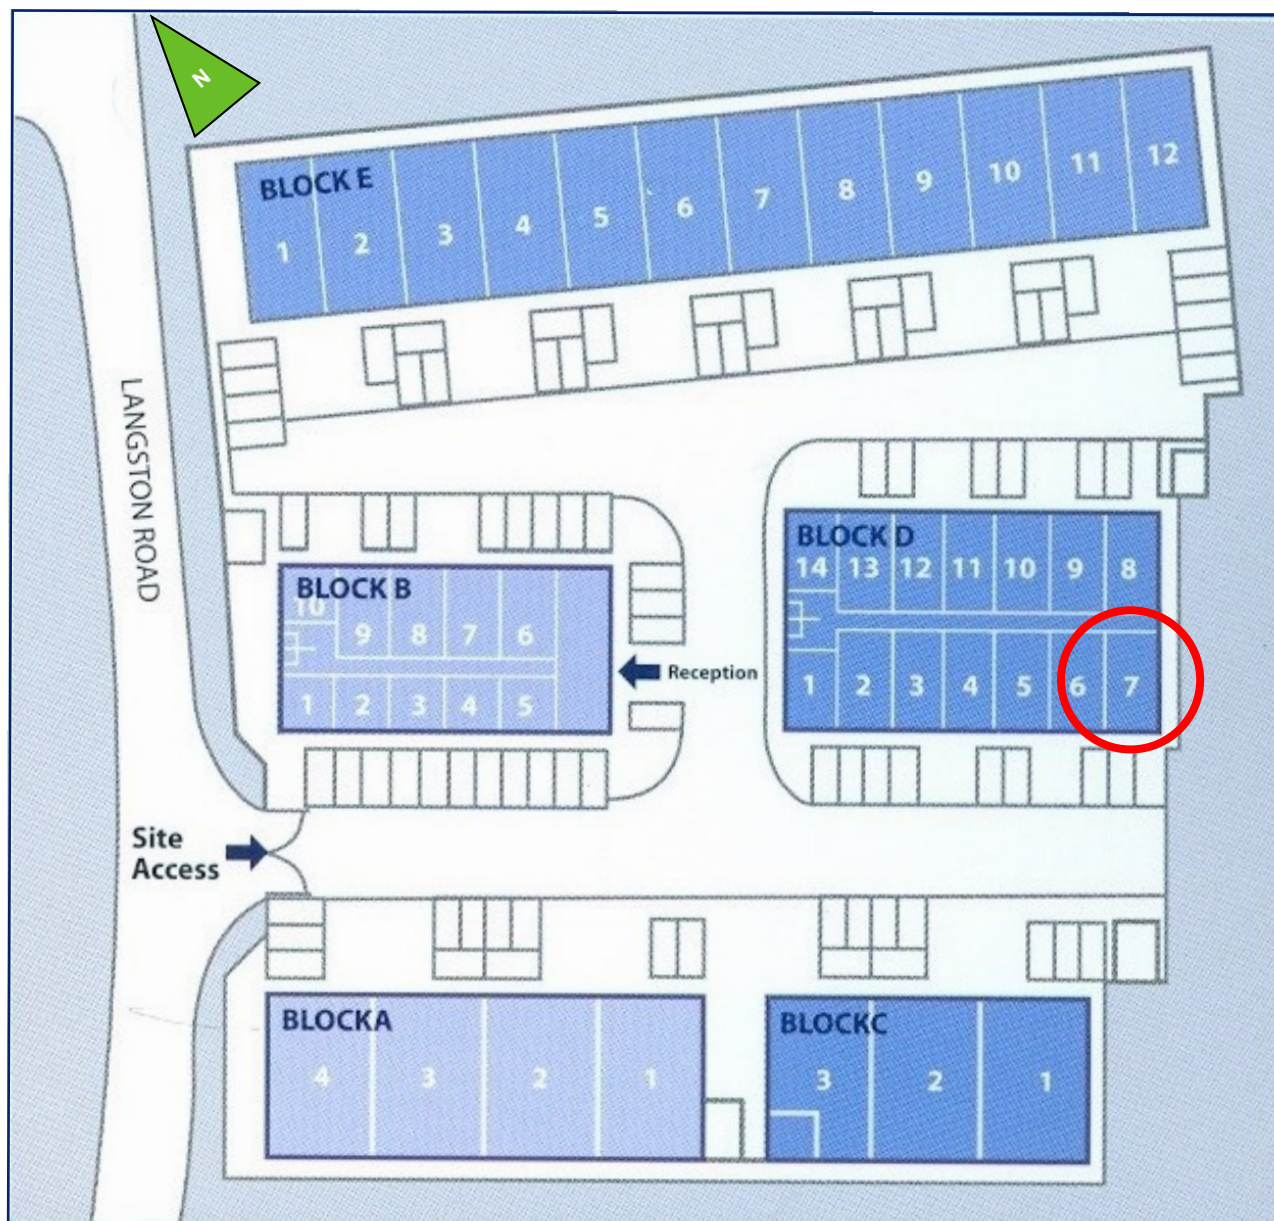 N
BLOCK E
1 2 3 4 5 6 7 8 9 10 11 12
LANGSTON ROAD
BLOCK D
14 13 12 11 10 9 8
1 2 3 4 5 6 7
BLOCK B
10 9 8 7 6
1 2 3 4 5
Reception
Site
Access
BLOCKA
4 3 2 1
BLOCKC
3 2 1